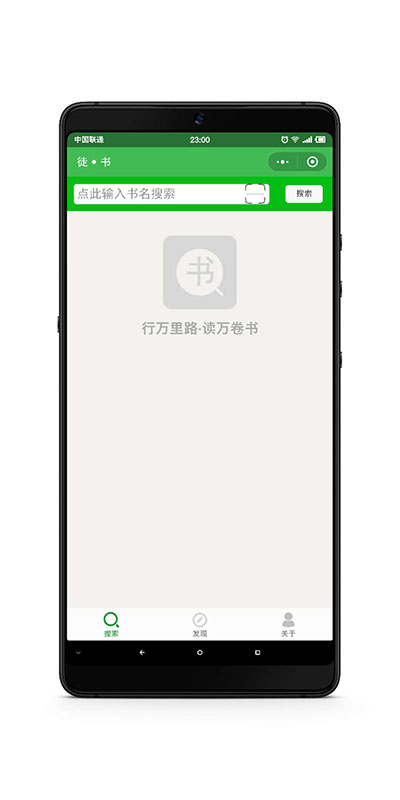 中国联通 23:00
徒•书
点此输入书名搜索 搜索
书
行万里路·读万卷书
搜索 发现 关于